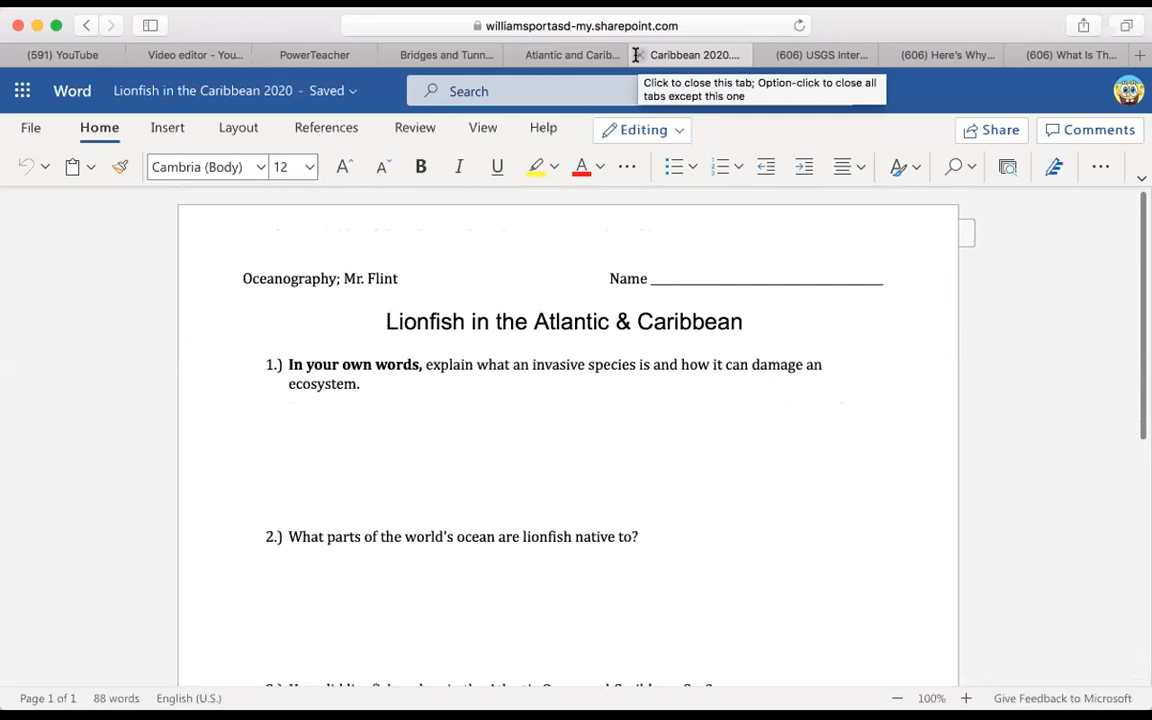 williamsportasd-my.sharepoint.com
(591) YouTube
Video editor - You...
PowerTeacher
Bridges and Tunn...
Atlantic and Carib...
Caribbean 2020....
(606) USGS Inter...
(606) Here's Why...
(606) What Is Th...
Click to close this tab; Option-click to close all
tabs except this one
Word
Lionfish in the Caribbean 2020 - Saved
Search
File
Home
Insert
Layout
References
Review
View
Help
Editing
Share
Comments
Cambria (Body)
12
Oceanography; Mr. Flint
Name
Lionfish in the Atlantic & Caribbean
1.) In your own words, explain what an invasive species is and how it can damage an
ecosystem.
2.) What parts of the world's ocean are lionfish native to?
Page 1 of 1
88 words
English (U.S.)
100%
Give Feedback to Microsoft